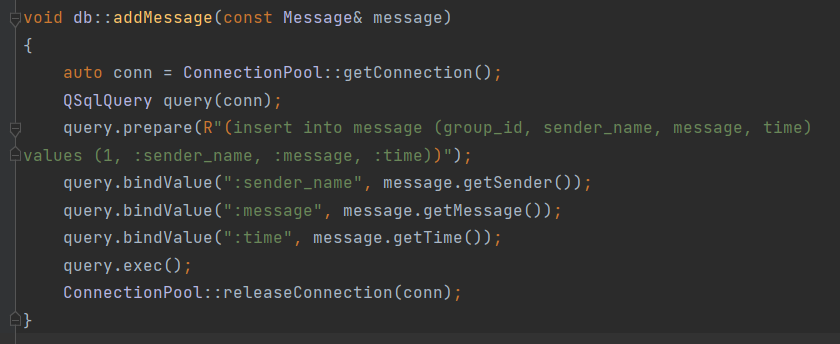 void db::addMessage(const Message& message)
{
    auto conn = ConnectionPool::getConnection();
    QSqlQuery query(conn);
    query.prepare(R"(insert into message (group_id, sender_name, message, time)
values (1, :sender_name, :message, :time))");
    query.bindValue(":sender_name", message.getSender());
    query.bindValue(":message", message.getMessage());
    query.bindValue(":time", message.getTime());
    query.exec();
    ConnectionPool::releaseConnection(conn);
}